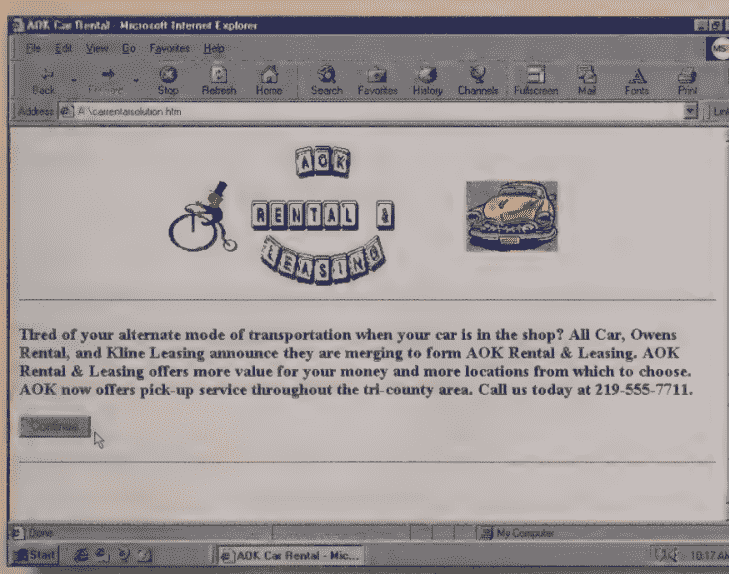 AOK Car Rental - Microsoft Internet Explorer
File Edit View Go Favorites Help
Back Stop Refresh Home Search Favorites History Channels Fullscreen Mail Fonts Print
Address A:\carrentalsolution.htm
AOK
RENTAL &
LEASING
Tired of your alternate mode of transportation when your car is in the shop? All Car, Owens
Rental, and Kline Leasing announce they are merging to form AOK Rental & Leasing. AOK
Rental & Leasing offers more value for your money and more locations from which to choose.
AOK now offers pick-up service throughout the tri-county area. Call us today at 219-555-7711.
Continue
Done My Computer
Start AOK Car Rental - Mic... 10:17 AM